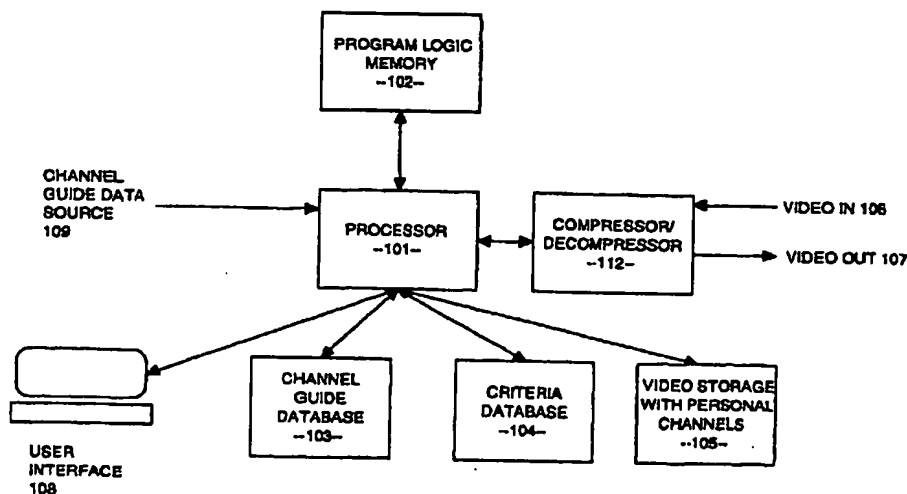 PROGRAM LOGIC
MEMORY
--102--
CHANNEL
GUIDE DATA
SOURCE
109
PROCESSOR
--101--
COMPRESSOR/
DECOMPRESSOR
--112--
VIDEO IN 106
VIDEO OUT 107
CHANNEL
GUIDE
DATABASE
--103--
CRITERIA
DATABASE
--104--
VIDEO STORAGE
WITH PERSONAL
CHANNELS
--105--
USER
INTERFACE
108